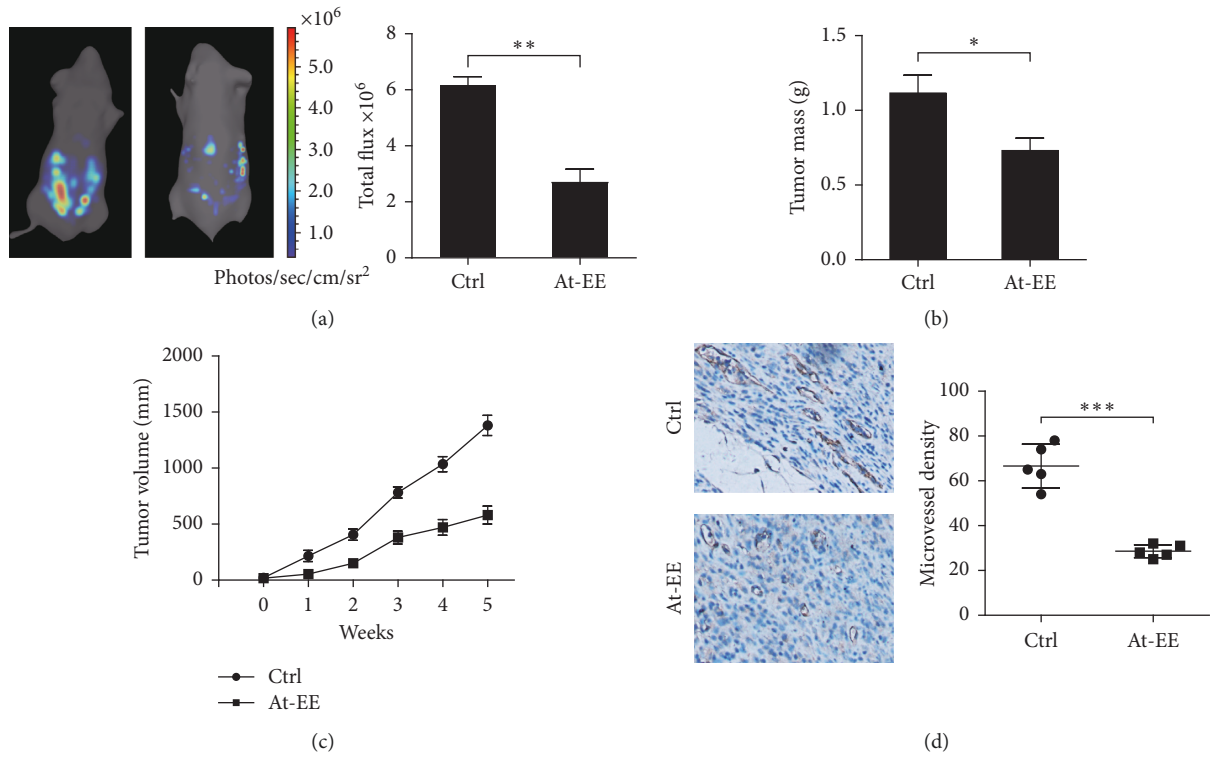 ×10⁶
5.0
4.0
3.0
2.0
1.0
Photos/sec/cm/sr²
Total flux ×10⁶
8
6
4
2
0
**
Ctrl
At-EE
(a)
Tumor mass (g)
1.5
1.0
0.5
0.0
*
Ctrl
At-EE
(b)
Tumor volume (mm)
2000
1500
1000
500
0
0 1 2 3 4 5
Weeks
Ctrl
At-EE
(c)
Ctrl
At-EE
Microvessel density
100
80
60
40
20
0
***
Ctrl
At-EE
(d)